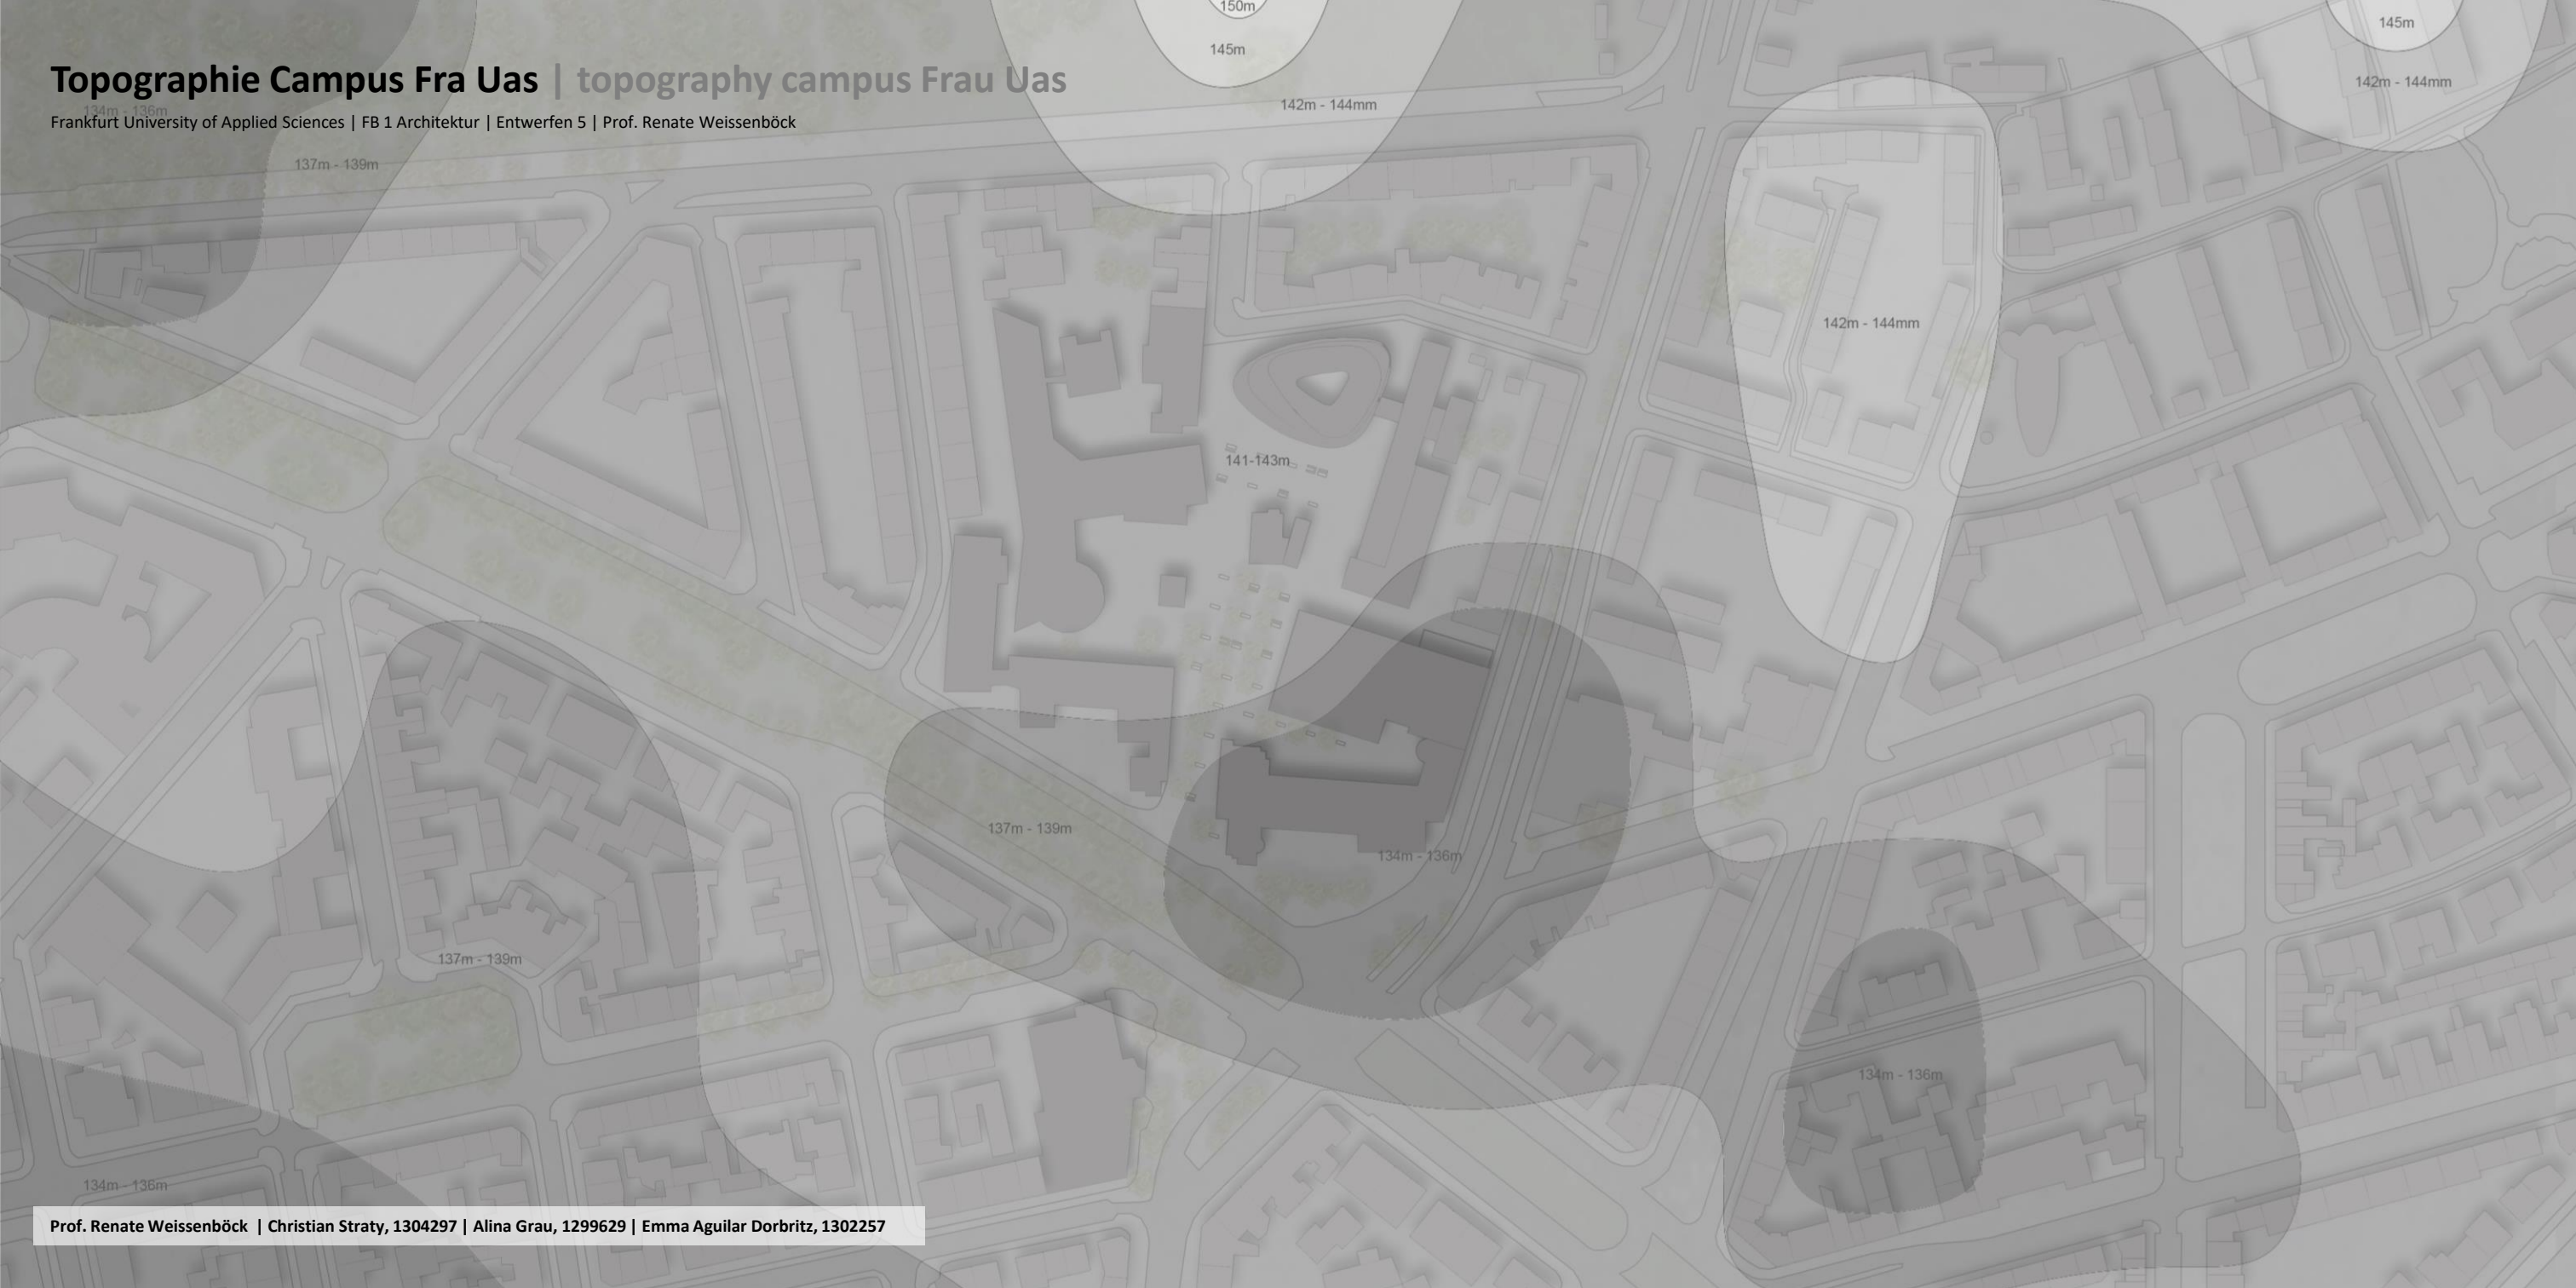 150m
145m
145m
Topographie Campus Fra Uas | topography campus Frau Uas
142m - 144mm
142m - 144mm
134m - 136m
Frankfurt University of Applied Sciences | FB 1 Architektur | Entwerfen 5 | Prof. Renate Weissenböck
137m - 139m
142m - 144mm
141-143m
137m - 139m
134m - 136m
137m - 139m
134m - 136m
134m - 136m
Prof. Renate Weissenböck | Christian Straty, 1304297 | Alina Grau, 1299629 | Emma Aguilar Dorbritz, 1302257